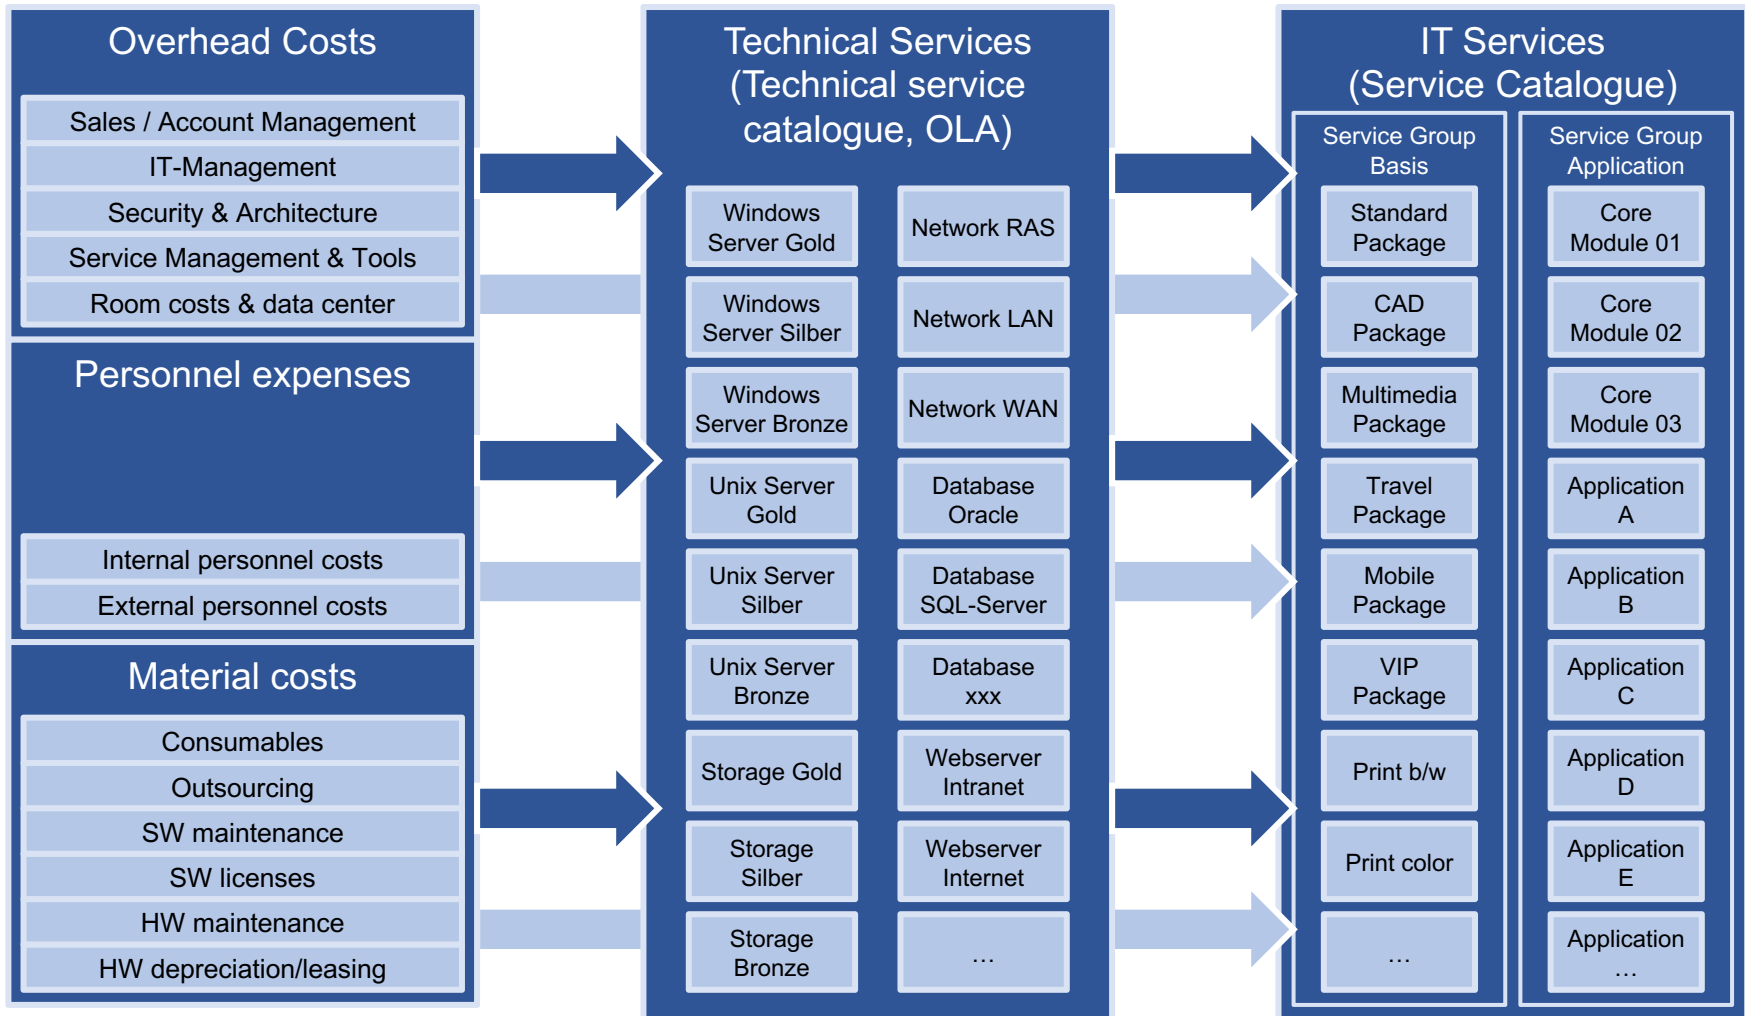 Overhead Costs
Sales / Account Management
IT-Management
Security & Architecture
Service Management & Tools
Room costs & data center
Personnel expenses
Internal personnel costs
External personnel costs
Material costs
Consumables
Outsourcing
SW maintenance
SW licenses
HW maintenance
HW depreciation/leasing
Technical Services
(Technical service
catalogue, OLA)
Windows
Server Gold
Windows
Server Silber
Windows
Server Bronze
Unix Server
Gold
Unix Server
Silber
Unix Server
Bronze
Storage Gold
Storage
Silber
Storage
Bronze
Network RAS
Network LAN
Network WAN
Database
Oracle
Database
SQL-Server
Database
xxx
Webserver
Intranet
Webserver
Internet
…
IT Services
(Service Catalogue)
Service Group
Basis
Standard
Package
CAD
Package
Multimedia
Package
Travel
Package
Mobile
Package
VIP
Package
Print b/w
Print color
…
Service Group
Application
Core
Module 01
Core
Module 02
Core
Module 03
Application
A
Application
B
Application
C
Application
D
Application
E
Application
…